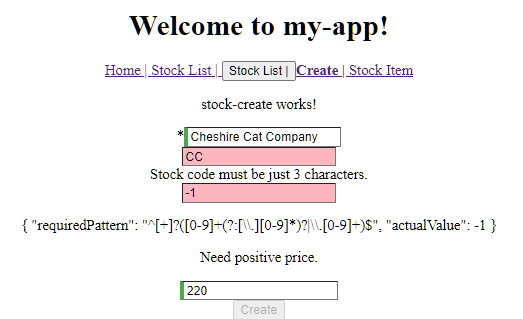 Welcome to my-app!
Home | Stock List | Stock List | Create | Stock Item
stock-create works!
*Cheshire Cat Company
CC
Stock code must be just 3 characters.
-1
{ "requiredPattern": "^[+]?([0-9]+(?:[\\.][0-9]*)?|\\.[0-9]+)$", "actualValue": -1 }
Need positive price.
220
Create